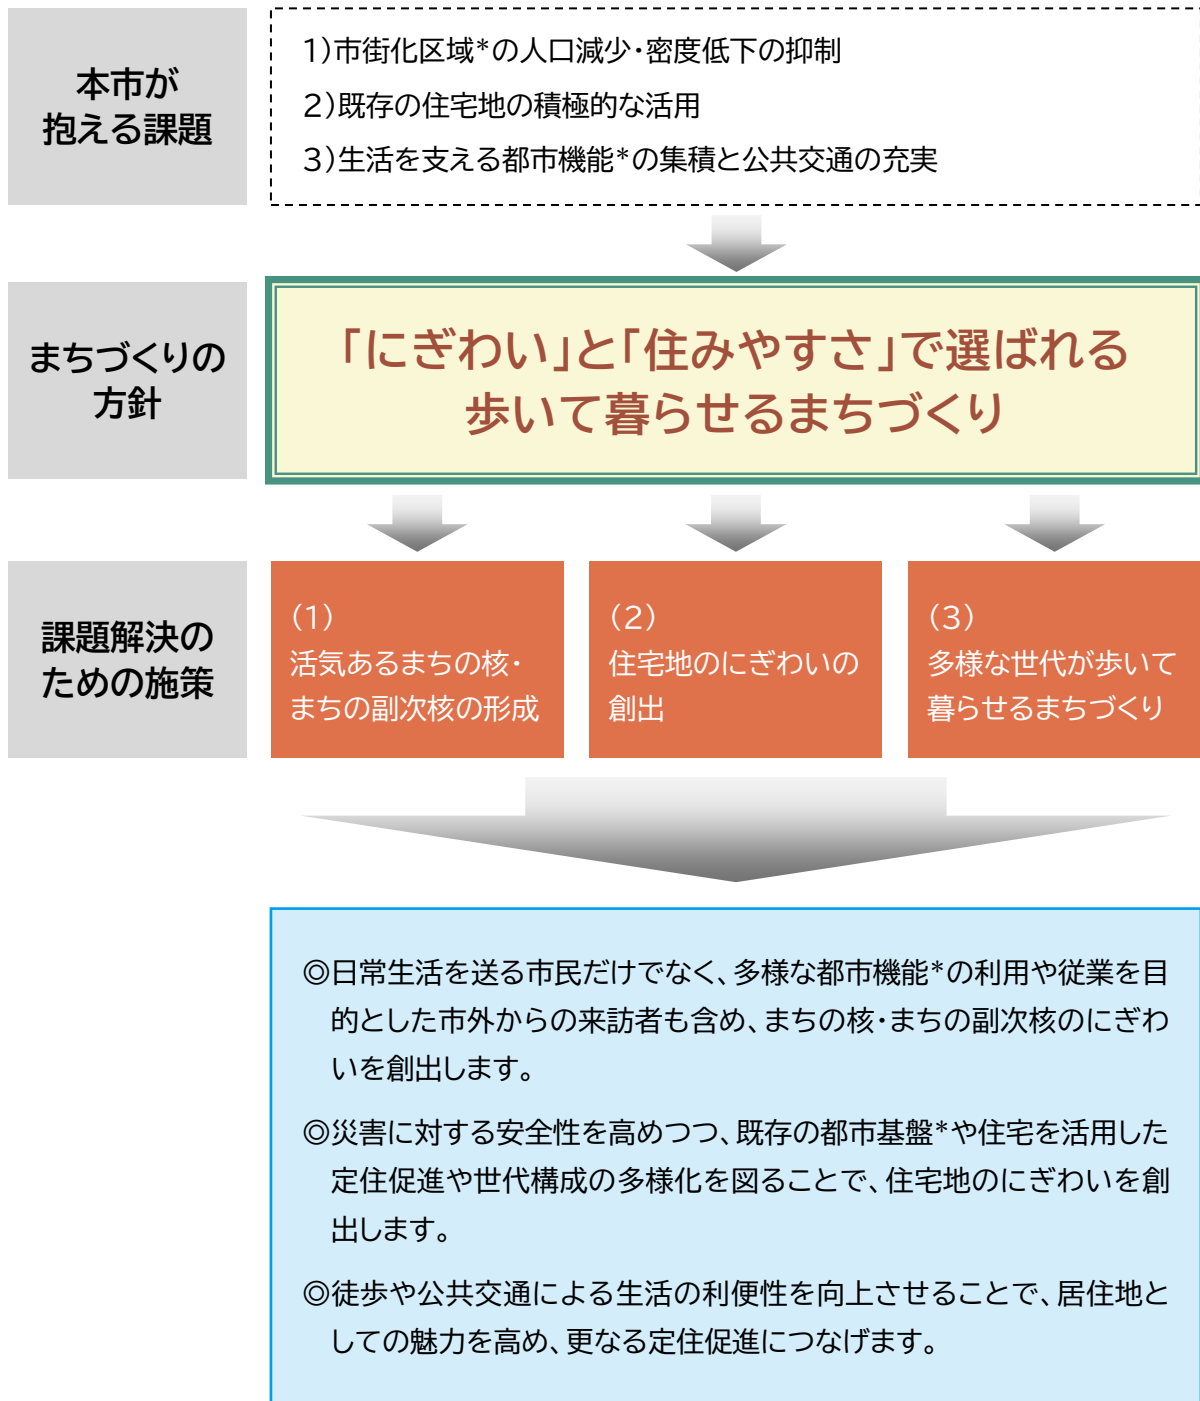 本市が
抱える課題
1)市街化区域*の人口減少・密度低下の抑制
2)既存の住宅地の積極的な活用
3)生活を支える都市機能*の集積と公共交通の充実
まちづくりの
方針
「にぎわい」と「住みやすさ」で選ばれる
歩いて暮らせるまちづくり
課題解決の
ための施策
(1)
活気あるまちの核・
まちの副次核の形成
(2)
住宅地のにぎわいの
創出
(3)
多様な世代が歩いて
暮らせるまちづくり
◎日常生活を送る市民だけでなく、多様な都市機能*の利用や従業を目
的とした市外からの来訪者も含め、まちの核・まちの副次核のにぎわ
いを創出します。
◎災害に対する安全性を高めつつ、既存の都市基盤*や住宅を活用した
定住促進や世代構成の多様化を図ることで、住宅地のにぎわいを創
出します。
◎徒歩や公共交通による生活の利便性を向上させることで、居住地と
しての魅力を高め、更なる定住促進につなげます。